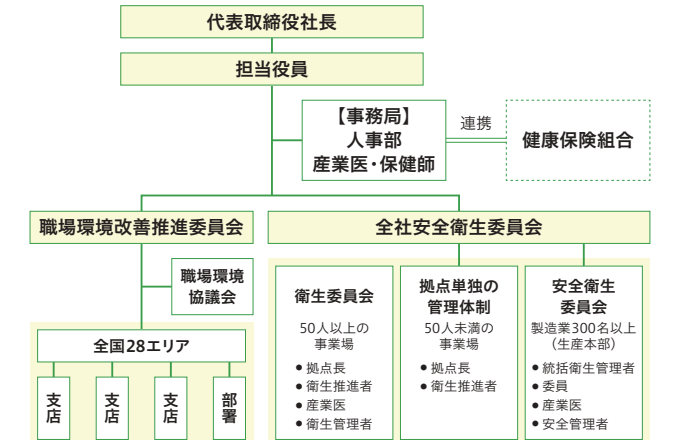 代表取締役社長
担当役員
【事務局】
人事部
産業医・保健師
連携
健康保険組合
職場環境改善推進委員会
職場環境
協議会
全国28エリア
支店
支店
支店
部署
全社安全衛生委員会
衛生委員会
50人以上の
事業場
● 拠点長
● 衛生推進者
● 産業医
● 衛生管理者
拠点単独の
管理体制
50人未満の
事業場
● 拠点長
● 衛生推進者
安全衛生
委員会
製造業300名以上
（生産本部）
● 統括衛生管理者
● 委員
● 産業医
● 安全管理者